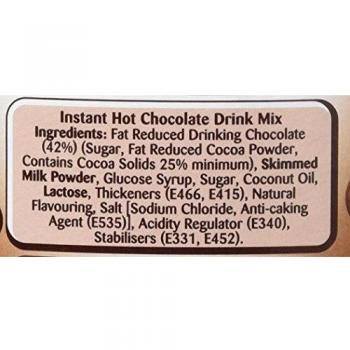 Instant Hot Chocolate Drink Mix
Ingredients: Fat Reduced Drinking Chocolate
(42%) (Sugar, Fat Reduced Cocoa Powder,
Contains Cocoa Solids 25% minimum), Skimmed
Milk Powder, Glucose Syrup, Sugar, Coconut Oil,
Lactose, Thickeners (E466, E415), Natural
Flavouring, Salt [Sodium Chloride, Anti-caking
Agent (E535)], Acidity Regulator (E340),
Stabilisers (E331, E452).